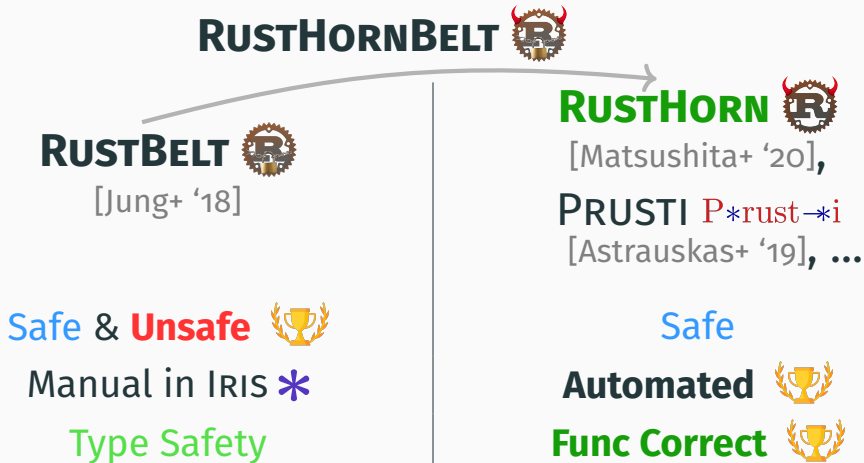 RUSTHORNBELT
RUSTBELT
[Jung+ ‘18]
Safe & Unsafe
Manual in IRIS
Type Safety
RUSTHORN R
[Matsushita+ ‘20],
PRUSTI P∗rust−∗i
[Astrauskas+ ‘19], ...
Safe
Automated
Func Correct